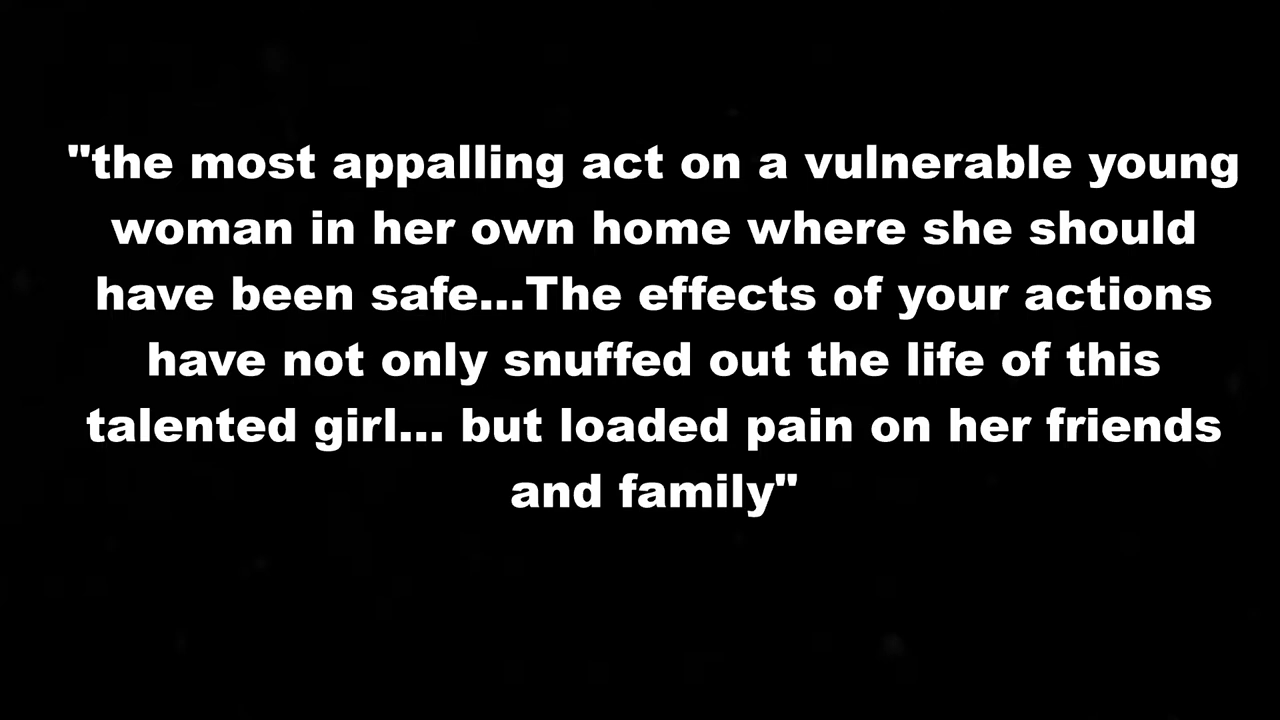 "the most appalling act on a vulnerable young
woman in her own home where she should
have been safe...The effects of your actions
have not only snuffed out the life of this
talented girl... but loaded pain on her friends
and family"